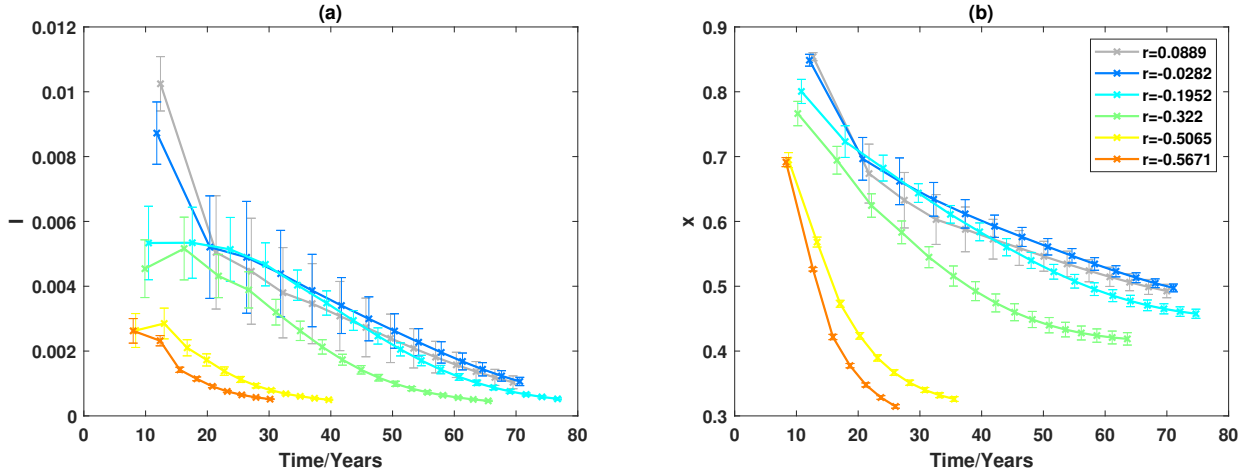 (a)
0.012
0.01
0.008
0.006
0.004
0.002
0
I
0 10 20 30 40 50 60 70 80
Time/Years
(b)
0.9
0.8
0.7
0.6
0.5
0.4
0.3
x
0 10 20 30 40 50 60 70 80
Time/Years
r=0.0889
r=-0.0282
r=-0.1952
r=-0.322
r=-0.5065
r=-0.5671